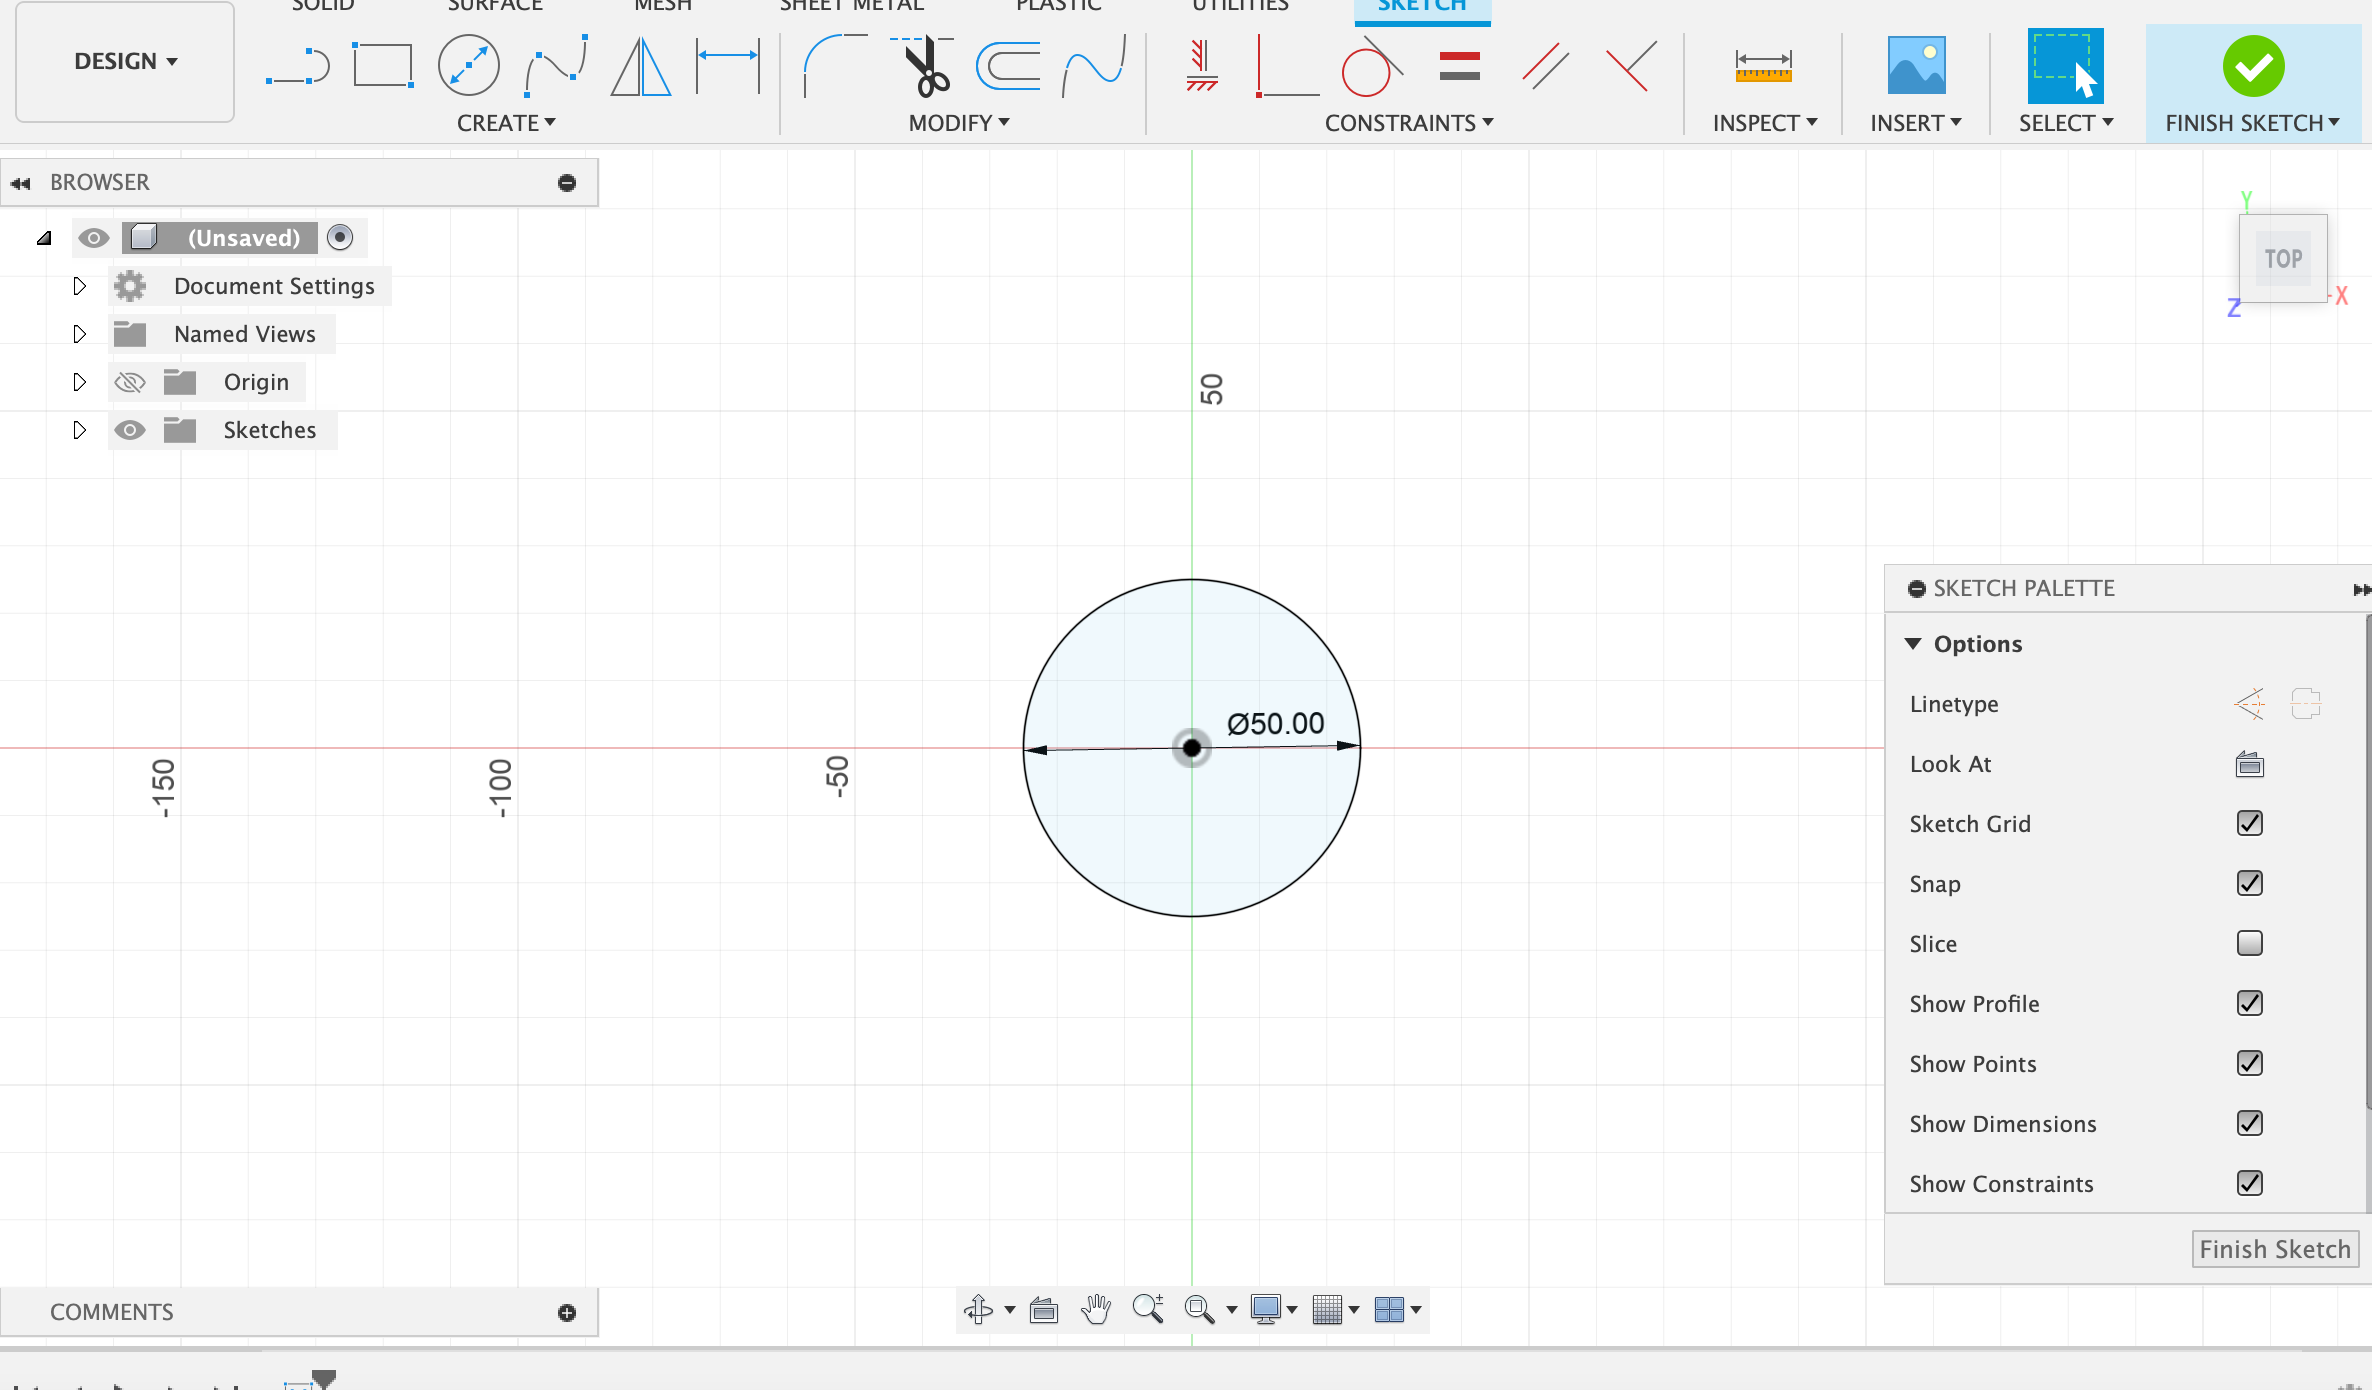 SOLID SURFACE MESH SHEET METAL PLASTIC UTILITIES SKETCH
DESIGN
CREATE MODIFY CONSTRAINTS INSPECT INSERT SELECT FINISH SKETCH
BROWSER
(Unsaved)
Document Settings
Named Views
Origin
Sketches
50
Y
TOP
X
Z
Ø50.00
-150
-100
-50
SKETCH PALETTE
Options
Linetype
Look At
Sketch Grid
Snap
Slice
Show Profile
Show Points
Show Dimensions
Show Constraints
Finish Sketch
COMMENTS